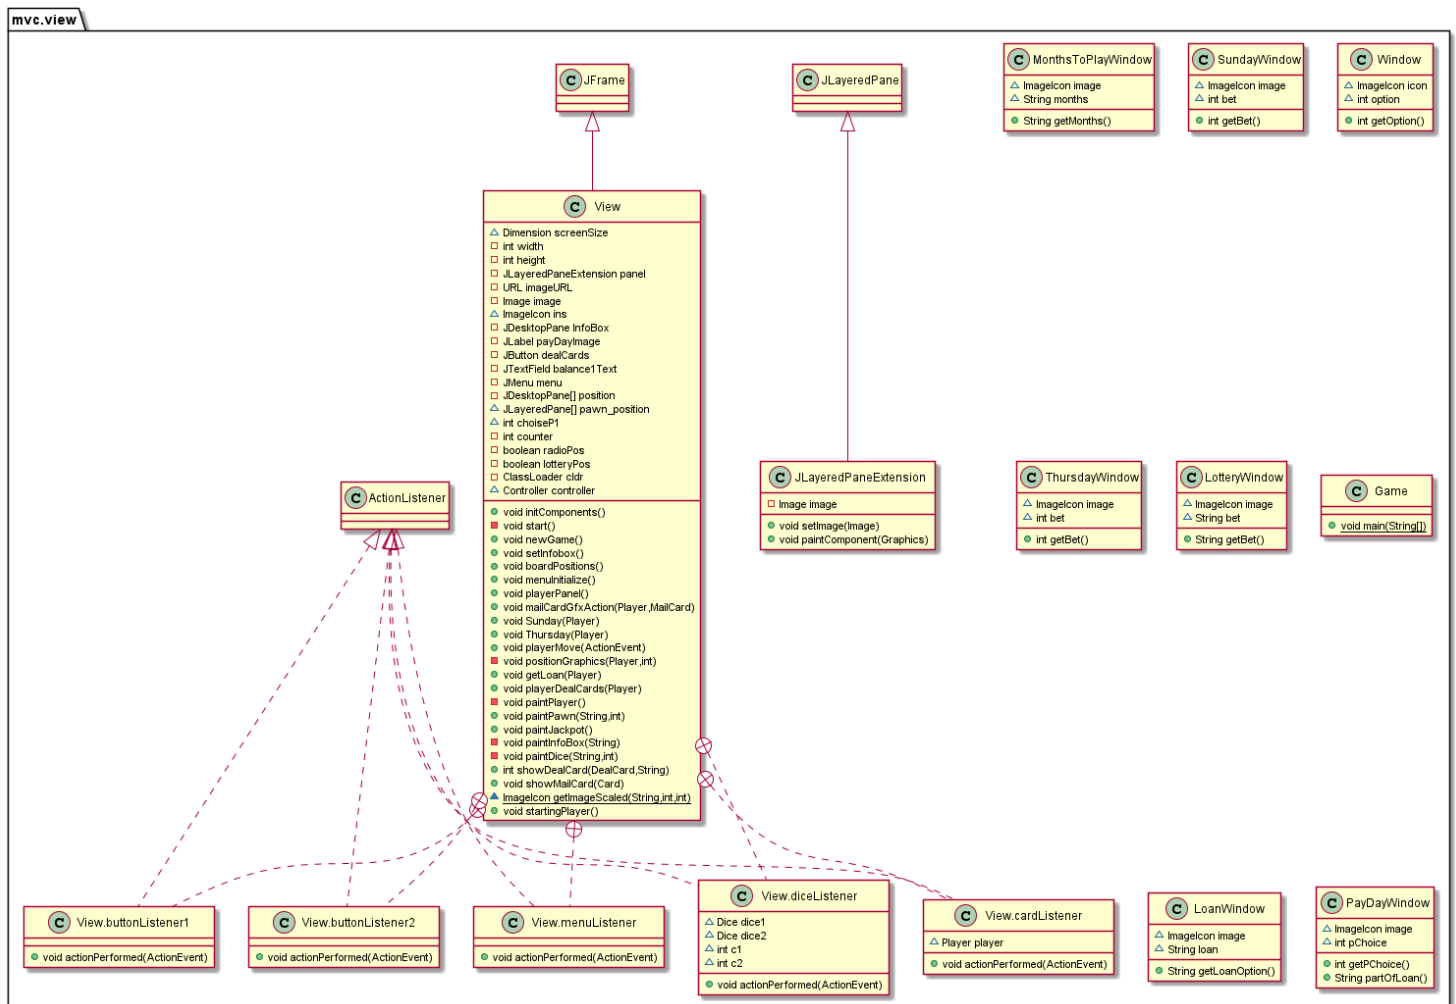 mvc.view
C JFrame
C JLayeredPane
C MonthsToPlayWindow
ImageIcon image
String months
String getMonths()
C SundayWindow
ImageIcon image
int bet
int getBet()
C Window
ImageIcon icon
int option
int getOption()
C View
Dimension screenSize
int width
int height
JLayeredPaneExtension panel
URL imageURL
Image image
ImageIcon ins
JDesktopPane InfoBox
JLabel payDayImage
JButton dealCards
JTextField balance1Text
JMenu menu
JDesktopPane[] position
JLayeredPane[] pawn_position
int choiseP1
int counter
boolean radioPos
boolean lotteryPos
ClassLoader cldr
Controller controller
void initComponents()
void start()
void newGame()
void setInfobox()
void boardPositions()
void menuInitialize()
void playerPanel()
void mailCardGfxAction(Player,MailCard)
void Sunday(Player)
void Thursday(Player)
void playerMove(ActionEvent)
void positionGraphics(Player,int)
void getLoan(Player)
void playerDealCards(Player)
void paintPlayer()
void paintPawn(String,int)
void paintJackpot()
void paintInfoBox(String)
void paintDice(String,int)
int showDealCard(DealCard,String)
void showMailCard(Card)
ImageIcon getImageScaled(String,int,int)
void startingPlayer()
C ActionListener
C JLayeredPaneExtension
Image image
void setImage(Image)
void paintComponent(Graphics)
C ThursdayWindow
ImageIcon image
int bet
int getBet()
C LotteryWindow
ImageIcon image
String bet
String getBet()
C Game
void main(String[])
C View.buttonListener1
void actionPerformed(ActionEvent)
C View.buttonListener2
void actionPerformed(ActionEvent)
C View.menuListener
void actionPerformed(ActionEvent)
C View.diceListener
Dice dice1
Dice dice2
int c1
int c2
void actionPerformed(ActionEvent)
C View.cardListener
Player player
void actionPerformed(ActionEvent)
C LoanWindow
ImageIcon image
String loan
String getLoanOption()
C PayDayWindow
ImageIcon image
int pChoice
int getPChoice()
String partOfLoan()